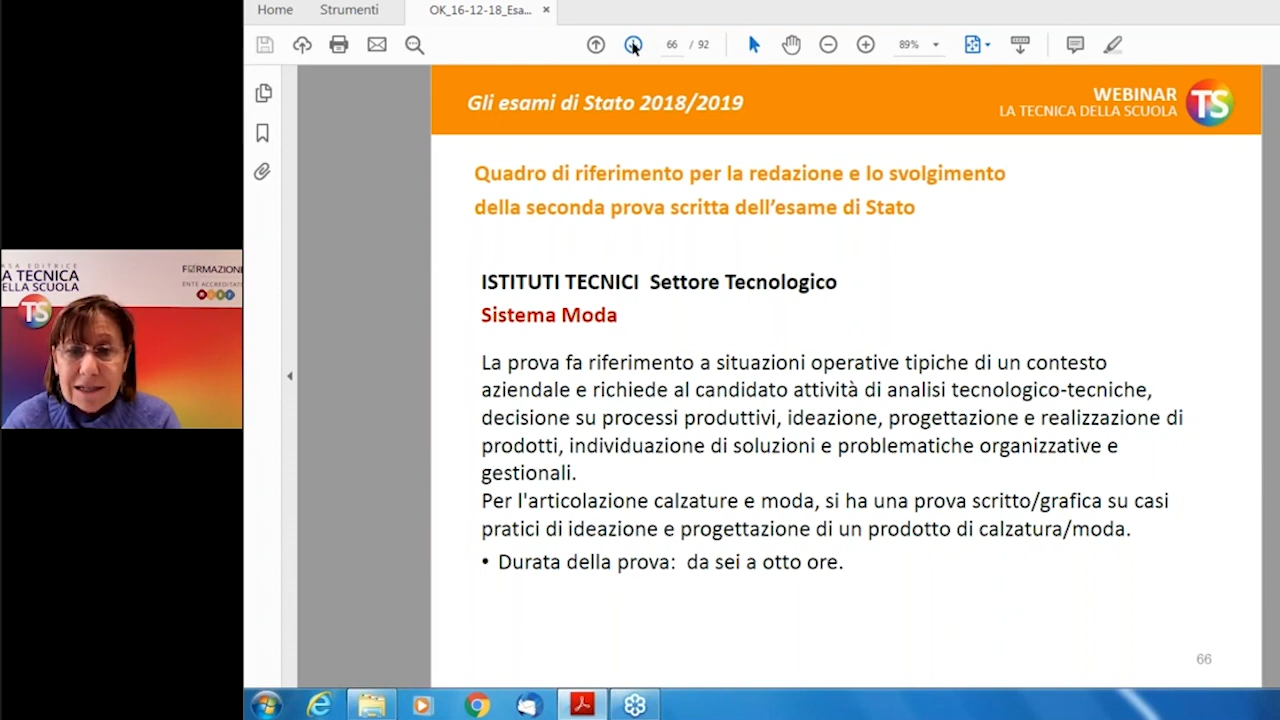 Home Strumenti OK_16-12-18_Esa... ×
66 / 92 89%
Gli esami di Stato 2018/2019
WEBINAR
LA TECNICA DELLA SCUOLA
TS
Quadro di riferimento per la redazione e lo svolgimento
della seconda prova scritta dell’esame di Stato
ISTITUTI TECNICI Settore Tecnologico
Sistema Moda
La prova fa riferimento a situazioni operative tipiche di un contesto
aziendale e richiede al candidato attività di analisi tecnologico-tecniche,
decisione su processi produttivi, ideazione, progettazione e realizzazione di
prodotti, individuazione di soluzioni e problematiche organizzative e
gestionali.
Per l'articolazione calzature e moda, si ha una prova scritto/grafica su casi
pratici di ideazione e progettazione di un prodotto di calzatura/moda.
• Durata della prova: da sei a otto ore.
66
ASA EDITRICE
A TECNICA
ELLA SCUOLA
TS
FORMAZIONE
ENTE ACCREDITAT